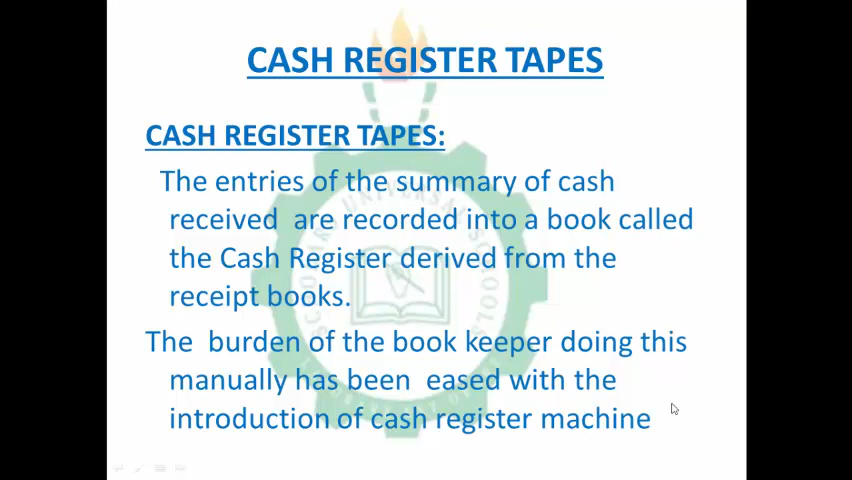 CASH REGISTER TAPES
CASH REGISTER TAPES:
The entries of the summary of cash
received are recorded into a book called
the Cash Register derived from the
receipt books.
The burden of the book keeper doing this
manually has been eased with the
introduction of cash register machine
UNIVERSAL SCHOOLS